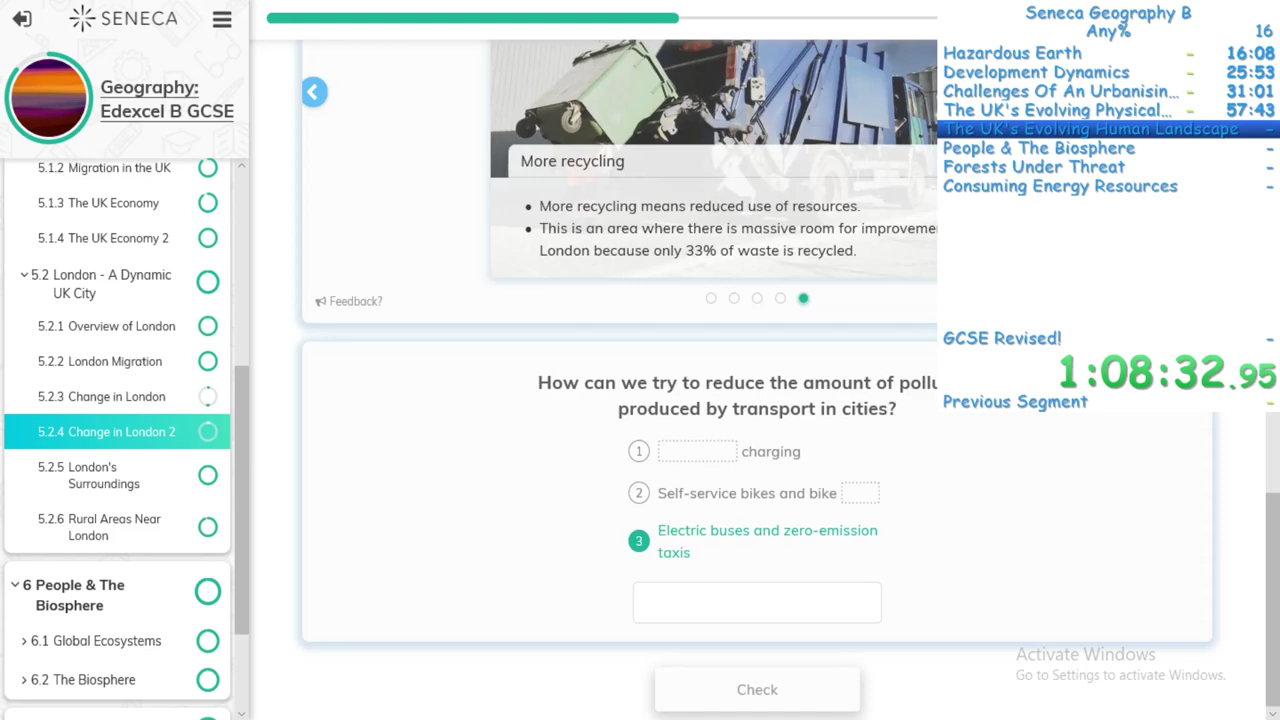 SENECA
Geography:
Edexcel B GCSE
5.1.2 Migration in the UK
5.1.3 The UK Economy
5.1.4 The UK Economy 2
5.2 London - A Dynamic
UK City
5.2.1 Overview of London
5.2.2 London Migration
5.2.3 Change in London
5.2.4 Change in London 2
5.2.5 London's
Surroundings
5.2.6 Rural Areas Near
London
6 People & The
Biosphere
6.1 Global Ecosystems
6.2 The Biosphere
More recycling
More recycling means reduced use of resources.
This is an area where there is massive room for improveme
London because only 33% of waste is recycled.
Feedback?
How can we try to reduce the amount of pollu
produced by transport in cities?
1 charging
2 Self-service bikes and bike
3 Electric buses and zero-emission
taxis
Check
Seneca Geography B
Any% 16
Hazardous Earth - 16:08
Development Dynamics - 25:53
Challenges Of An Urbanisin... - 31:01
The UK's Evolving Physical... - 57:43
The UK's Evolving Human Landscape -
People & The Biosphere -
Forests Under Threat -
Consuming Energy Resources -
GCSE Revised! -
1:08:32.95
Previous Segment -
Activate Windows
Go to Settings to activate Windows.